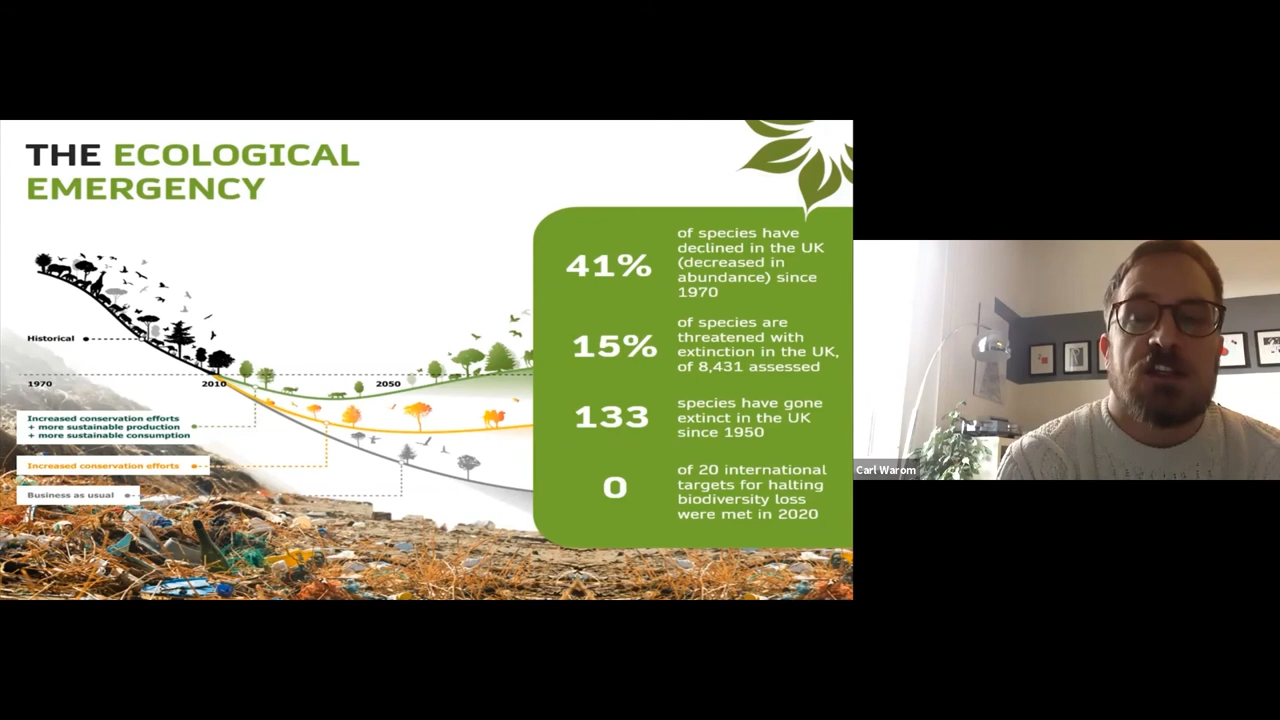 THE ECOLOGICAL
EMERGENCY
41%
of species have
declined in the UK
(decreased in
abundance) since
1970
15%
of species are
threatened with
extinction in the UK,
of 8,431 assessed
133
species have gone
extinct in the UK
since 1950
0
of 20 international
targets for halting
biodiversity loss
were met in 2020
Historical
1970
2010
2050
Increased conservation efforts
+ more sustainable production
+ more sustainable consumption
Increased conservation efforts
Business as usual
Carl Warom